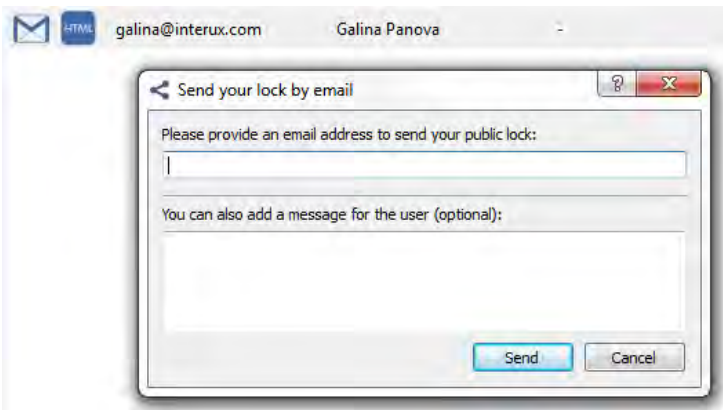 HTML galina@interux.com Galina Panova -
Send your lock by email
Please provide an email address to send your public lock:
You can also add a message for the user (optional):
Send Cancel